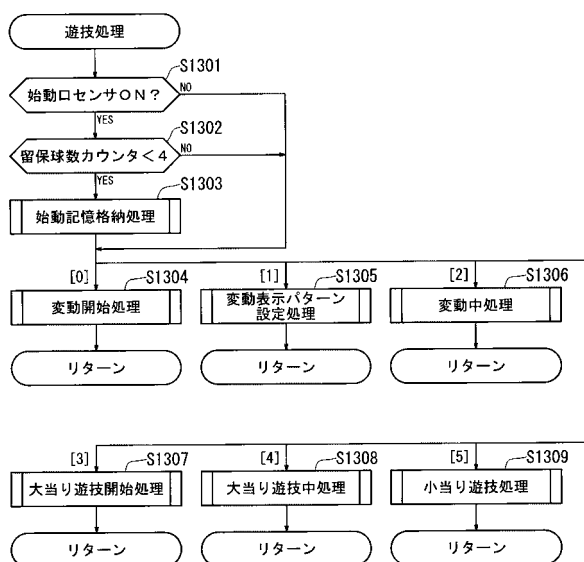 遊技処理
S1301
始動口センサON?
NO
YES
S1302
留保球数カウンタ<4
NO
YES
S1303
始動記憶格納処理
[0]
S1304
変動開始処理
リターン
[1]
S1305
変動表示パターン
設定処理
リターン
[2]
S1306
変動中処理
リターン
[3]
S1307
大当り遊技開始処理
リターン
[4]
S1308
大当り遊技中処理
リターン
[5]
S1309
小当り遊技処理
リターン